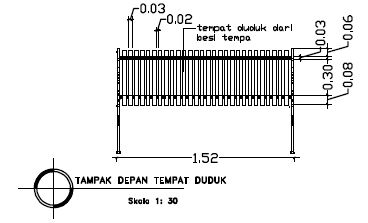 0.03
0.02
tempat duduk dari
besi tempa
0.03
0.06
0.30
0.08
1.52
TAMPAK DEPAN TEMPAT DUDUK
Skala 1: 30